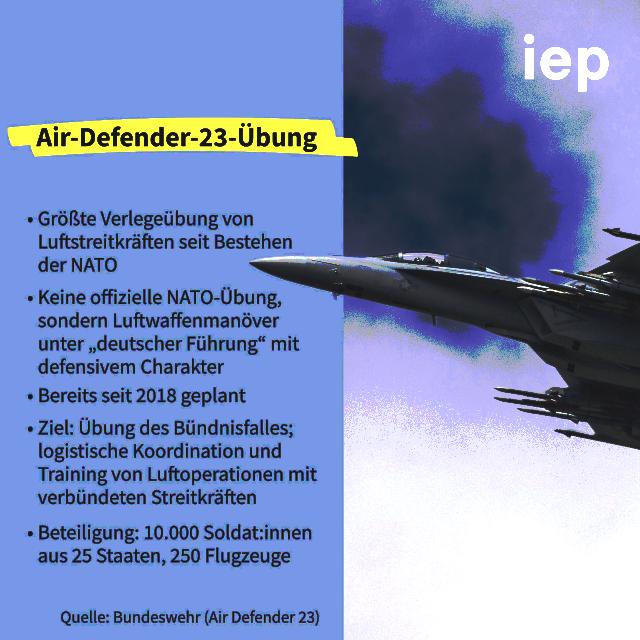 iep
Air-Defender-23-Übung
• Größte Verlegeübung von
Luftstreitkräften seit Bestehen
der NATO
• Keine offizielle NATO-Übung,
sondern Luftwaffenmanöver
unter „deutscher Führung“ mit
defensivem Charakter
• Bereits seit 2018 geplant
• Ziel: Übung des Bündnisfalles;
logistische Koordination und
Training von Luftoperationen mit
verbündeten Streitkräften
• Beteiligung: 10.000 Soldat:innen
aus 25 Staaten, 250 Flugzeuge
Quelle: Bundeswehr (Air Defender 23)